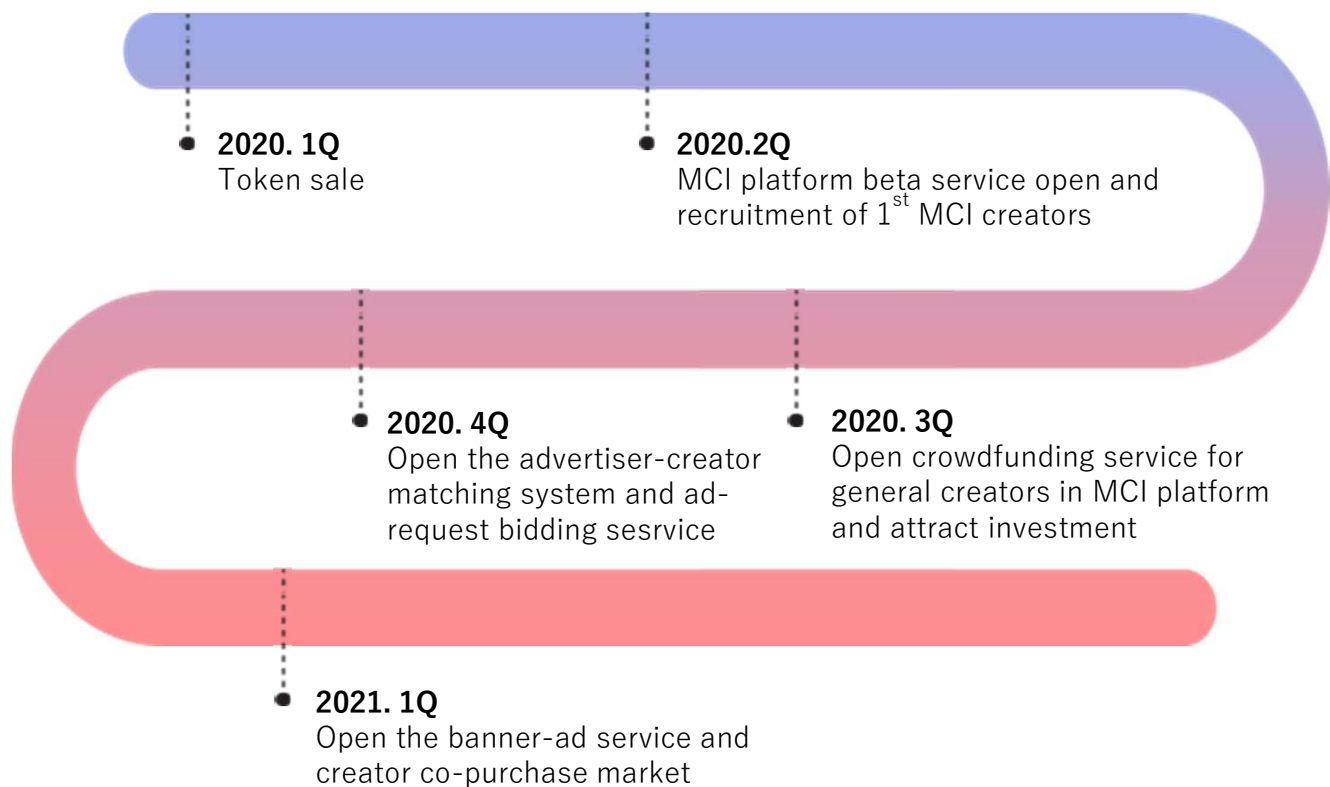 2020. 1Q
Token sale
2020.2Q
MCI platform beta service open and
recruitment of 1st MCI creators
2020. 3Q
Open crowdfunding service for
general creators in MCI platform
and attract investment
2020. 4Q
Open the advertiser-creator
matching system and ad-
request bidding sesrvice
2021. 1Q
Open the banner-ad service and
creator co-purchase market